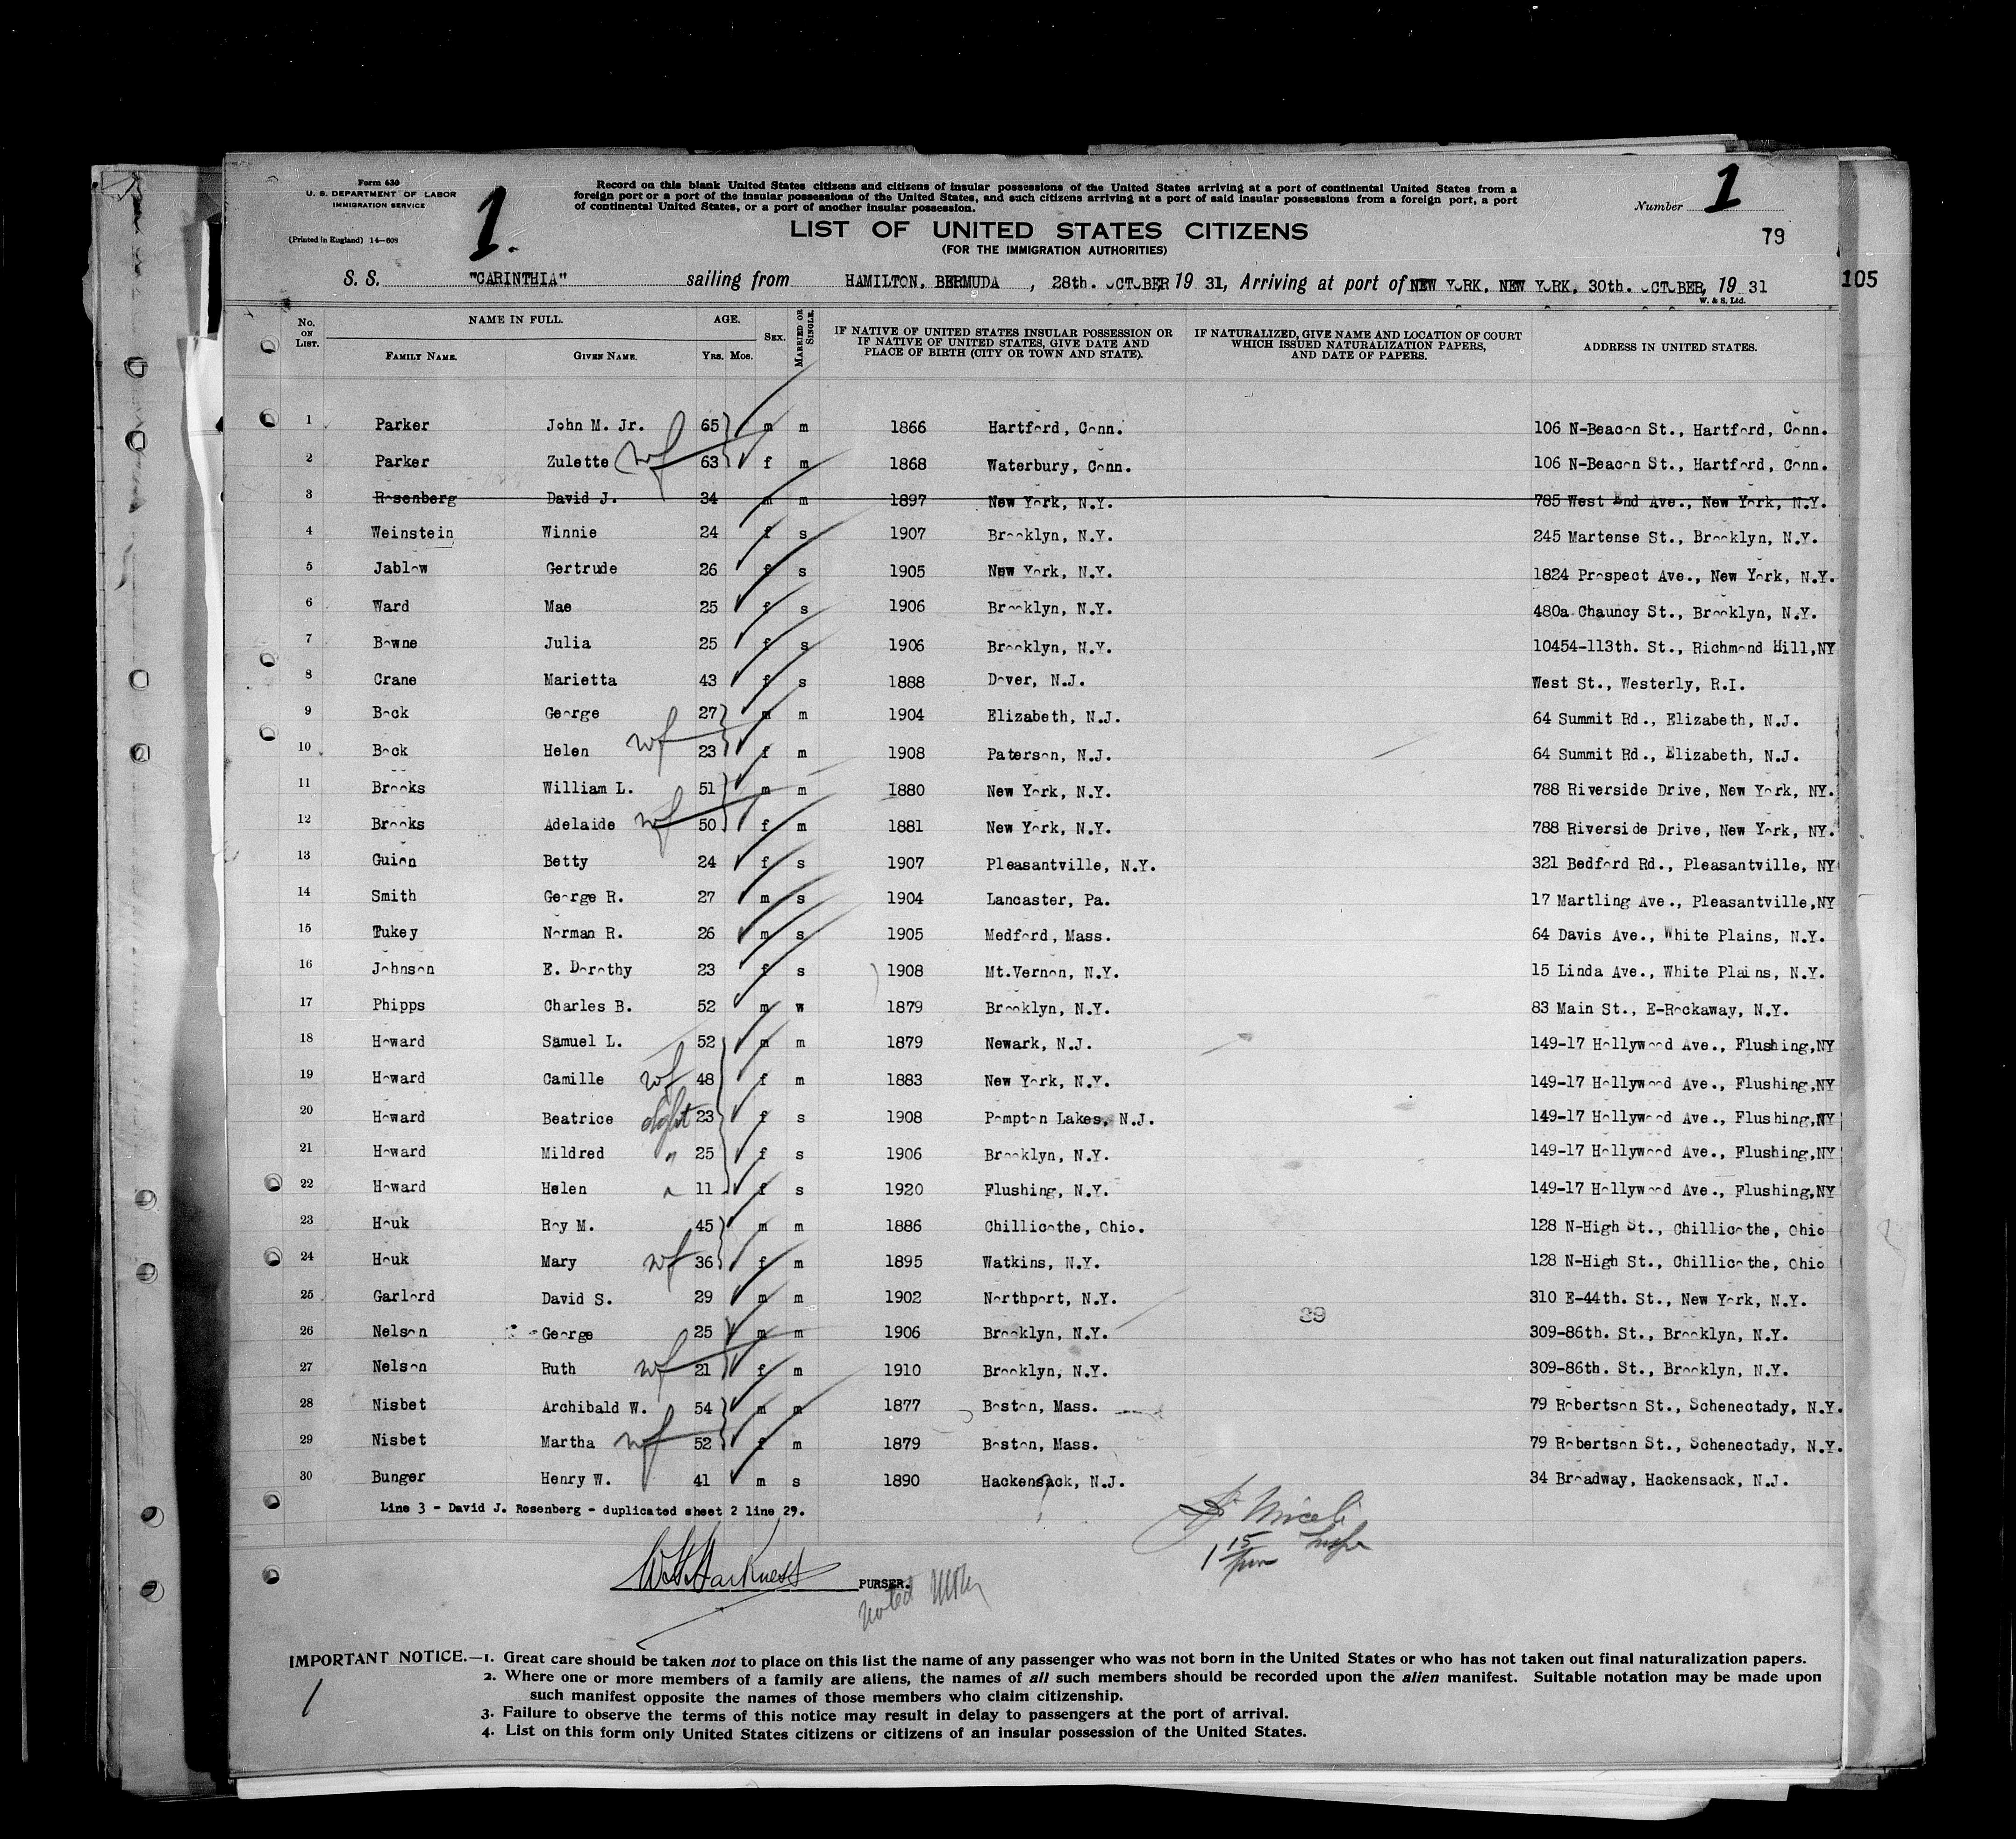 Form 630
U. S. DEPARTMENT OF LABOR
IMMIGRATION SERVICE
(Printed in England) 14—608
1.
Record on this blank United States citizens and citizens of insular possessions of the United States arriving at a port of continental United States from a
foreign port or a port of the insular possessions of the United States, and such citizens arriving at a port of said insular possessions from a foreign port, a port
of continental United States, or a port of another insular possession.
Number 1
79
LIST OF UNITED STATES CITIZENS
(FOR THE IMMIGRATION AUTHORITIES)
S. S. "CARINTHIA" sailing from HAMILTON, BERMUDA, 28th. OCTOBER 19 31, Arriving at port of NEW YORK, NEW YORK, 30th. OCTOBER, 19 31
105
W. & S. Ltd.
No. ON LIST. NAME IN FULL. FAMILY NAME. GIVEN NAME. AGE. YRS. MOS. SEX. MARRIED OR SINGLE. IF NATIVE OF UNITED STATES INSULAR POSSESSION OR IF NATIVE OF UNITED STATES, GIVE DATE AND PLACE OF BIRTH (CITY OR TOWN AND STATE). IF NATURALIZED, GIVE NAME AND LOCATION OF COURT WHICH ISSUED NATURALIZATION PAPERS, AND DATE OF PAPERS. ADDRESS IN UNITED STATES.
1 Parker John M. Jr. 65 m m 1866 Hartford, Conn. 106 N-Beacon St., Hartford, Conn.
2 Parker Zulette wf 63 f m 1868 Waterbury, Conn. 106 N-Beacon St., Hartford, Conn.
3 Rosenberg David J. 34 m m 1897 New York, N.Y. 785 West End Ave., New York, N.Y.
4 Weinstein Winnie 24 f s 1907 Brooklyn, N.Y. 245 Martense St., Brooklyn, N.Y.
5 Jablow Gertrude 26 f s 1905 New York, N.Y. 1824 Prospect Ave., New York, N.Y.
6 Ward Mae 25 f s 1906 Brooklyn, N.Y. 480a Chauncy St., Brooklyn, N.Y.
7 Bowne Julia 25 f s 1906 Brooklyn, N.Y. 10454-113th. St., Richmond Hill,NY
8 Crane Marietta 43 f s 1888 Dover, N.J. West St., Westerly, R.I.
9 Bock George 27 m m 1904 Elizabeth, N.J. 64 Summit Rd., Elizabeth, N.J.
10 Bock Helen wf 23 f m 1908 Paterson, N.J. 64 Summit Rd., Elizabeth, N.J.
11 Brooks William L. 51 m m 1880 New York, N.Y. 788 Riverside Drive, New York, NY.
12 Brooks Adelaide wf 50 f m 1881 New York, N.Y. 788 Riverside Drive, New York, NY.
13 Guion Betty 24 f s 1907 Pleasantville, N.Y. 321 Bedford Rd., Pleasantville, NY
14 Smith George R. 27 m s 1904 Lancaster, Pa. 17 Martling Ave., Pleasantville,NY
15 Tukey Norman R. 26 m s 1905 Medford, Mass. 64 Davis Ave., White Plains, N.Y.
16 Johnson E. Dorothy 23 f s 1908 Mt.Vernon, N.Y. 15 Linda Ave., White Plains, N.Y.
17 Phipps Charles B. 52 m w 1879 Brooklyn, N.Y. 83 Main St., E-Rockaway, N.Y.
18 Howard Samuel L. 52 m m 1879 Newark, N.J. 149-17 Hollywood Ave., Flushing,NY
19 Howard Camille wf 48 f m 1883 New York, N.Y. 149-17 Hollywood Ave., Flushing,NY
20 Howard Beatrice dght 23 f s 1908 Pompton Lakes, N.J. 149-17 Hollywood Ave., Flushing,NY
21 Howard Mildred " 25 f s 1906 Brooklyn, N.Y. 149-17 Hollywood Ave., Flushing,NY
22 Howard Helen " 11 f s 1920 Flushing, N.Y. 149-17 Hollywood Ave., Flushing,NY
23 Houk Roy M. 45 m m 1886 Chillicothe, Ohio. 128 N-High St., Chillicothe, Ohio
24 Houk Mary wf 36 f m 1895 Watkins, N.Y. 128 N-High St., Chillicothe, Ohio
25 Garlord David S. 29 m m 1902 Northport, N.Y. 310 E-44th. St., New York, N.Y.
39
26 Nelson George 25 m m 1906 Brooklyn, N.Y. 309-86th. St., Brooklyn, N.Y.
27 Nelson Ruth wf 21 f m 1910 Brooklyn, N.Y. 309-86th. St., Brooklyn, N.Y.
28 Nisbet Archibald W. 54 m m 1877 Boston, Mass. 79 Robertson St., Schenectady, N.Y.
29 Nisbet Martha wf 52 f m 1879 Boston, Mass. 79 Robertson St., Schenectady, N.Y.
30 Bunger Henry W. 41 m s 1890 Hackensack, N.J. 34 Broadway, Hackensack, N.J.
Line 3 - David J. Rosenberg - duplicated sheet 2 line 29.
Miceli
Insp
1 15 pm
W. H. Harkness PURSER.
noted
IMPORTANT NOTICE.—1. Great care should be taken not to place on this list the name of any passenger who was not born in the United States or who has not taken out final naturalization papers.
2. Where one or more members of a family are aliens, the names of all such members should be recorded upon the alien manifest. Suitable notation may be made upon
such manifest opposite the names of those members who claim citizenship.
3. Failure to observe the terms of this notice may result in delay to passengers at the port of arrival.
4. List on this form only United States citizens or citizens of an insular possession of the United States.
1